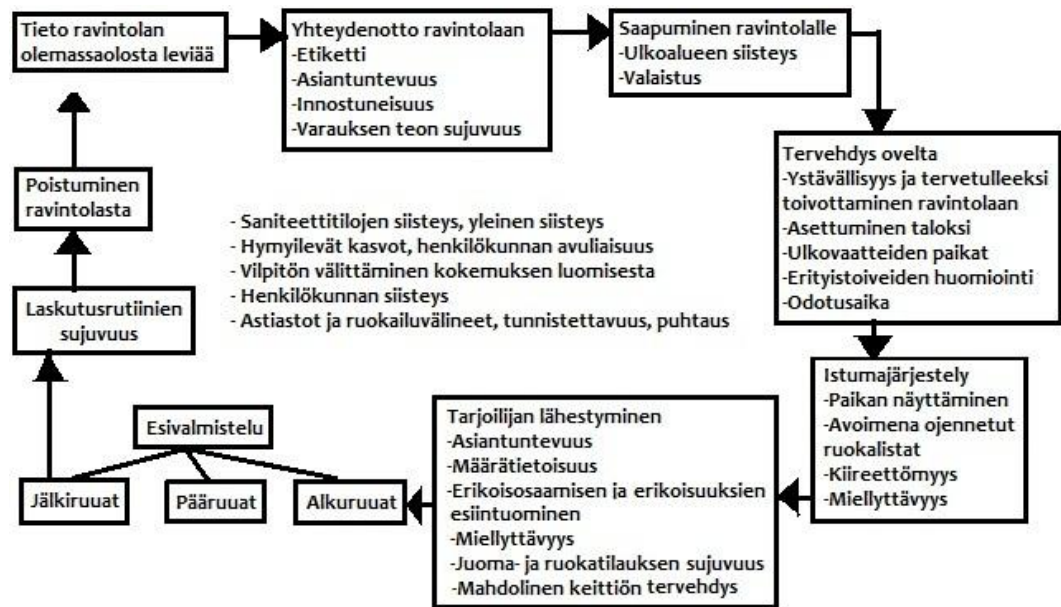 Tieto ravintolan
olemassaolosta leviää
Yhteydenotto ravintolaan
-Etiketti
-Asiantuntevuus
-Innostuneisuus
-Varauksen teon sujuvuus
Saapuminen ravintolalle
-Ulkoalueen siisteys
-Valaistus
Tervehdys ovelta
-Ystävällisyys ja tervetulleeksi
toivottaminen ravintolaan
-Asettuminen taloksi
-Ulkovaatteiden paikat
-Erityistoiveiden huomiointi
-Odotusaika
Istumajärjestely
-Paikan näyttäminen
-Avoimena ojennetut
ruokalistat
-Kiireettömyys
-Miellyttävyys
Tarjoilijan lähestyminen
-Asiantuntevuus
-Määrätietoisuus
-Erikoisosaamisen ja erikoisuuksien
esiintuominen
-Miellyttävyys
-Juoma- ja ruokatilauksen sujuvuus
-Mahdolinen keittiön tervehdys
Esivalmistelu
Alkuruuat
Pääruuat
Jälkiruuat
Laskutusrutiinien
sujuvuus
Poistuminen
ravintolasta
- Saniteettitilojen siisteys, yleinen siisteys
- Hymyilevät kasvot, henkilökunnan avuliaisuus
- Vilpitön välittäminen kokemuksen luomisesta
- Henkilökunnan siisteys
- Astiastot ja ruokailuvälineet, tunnistettavuus, puhtaus